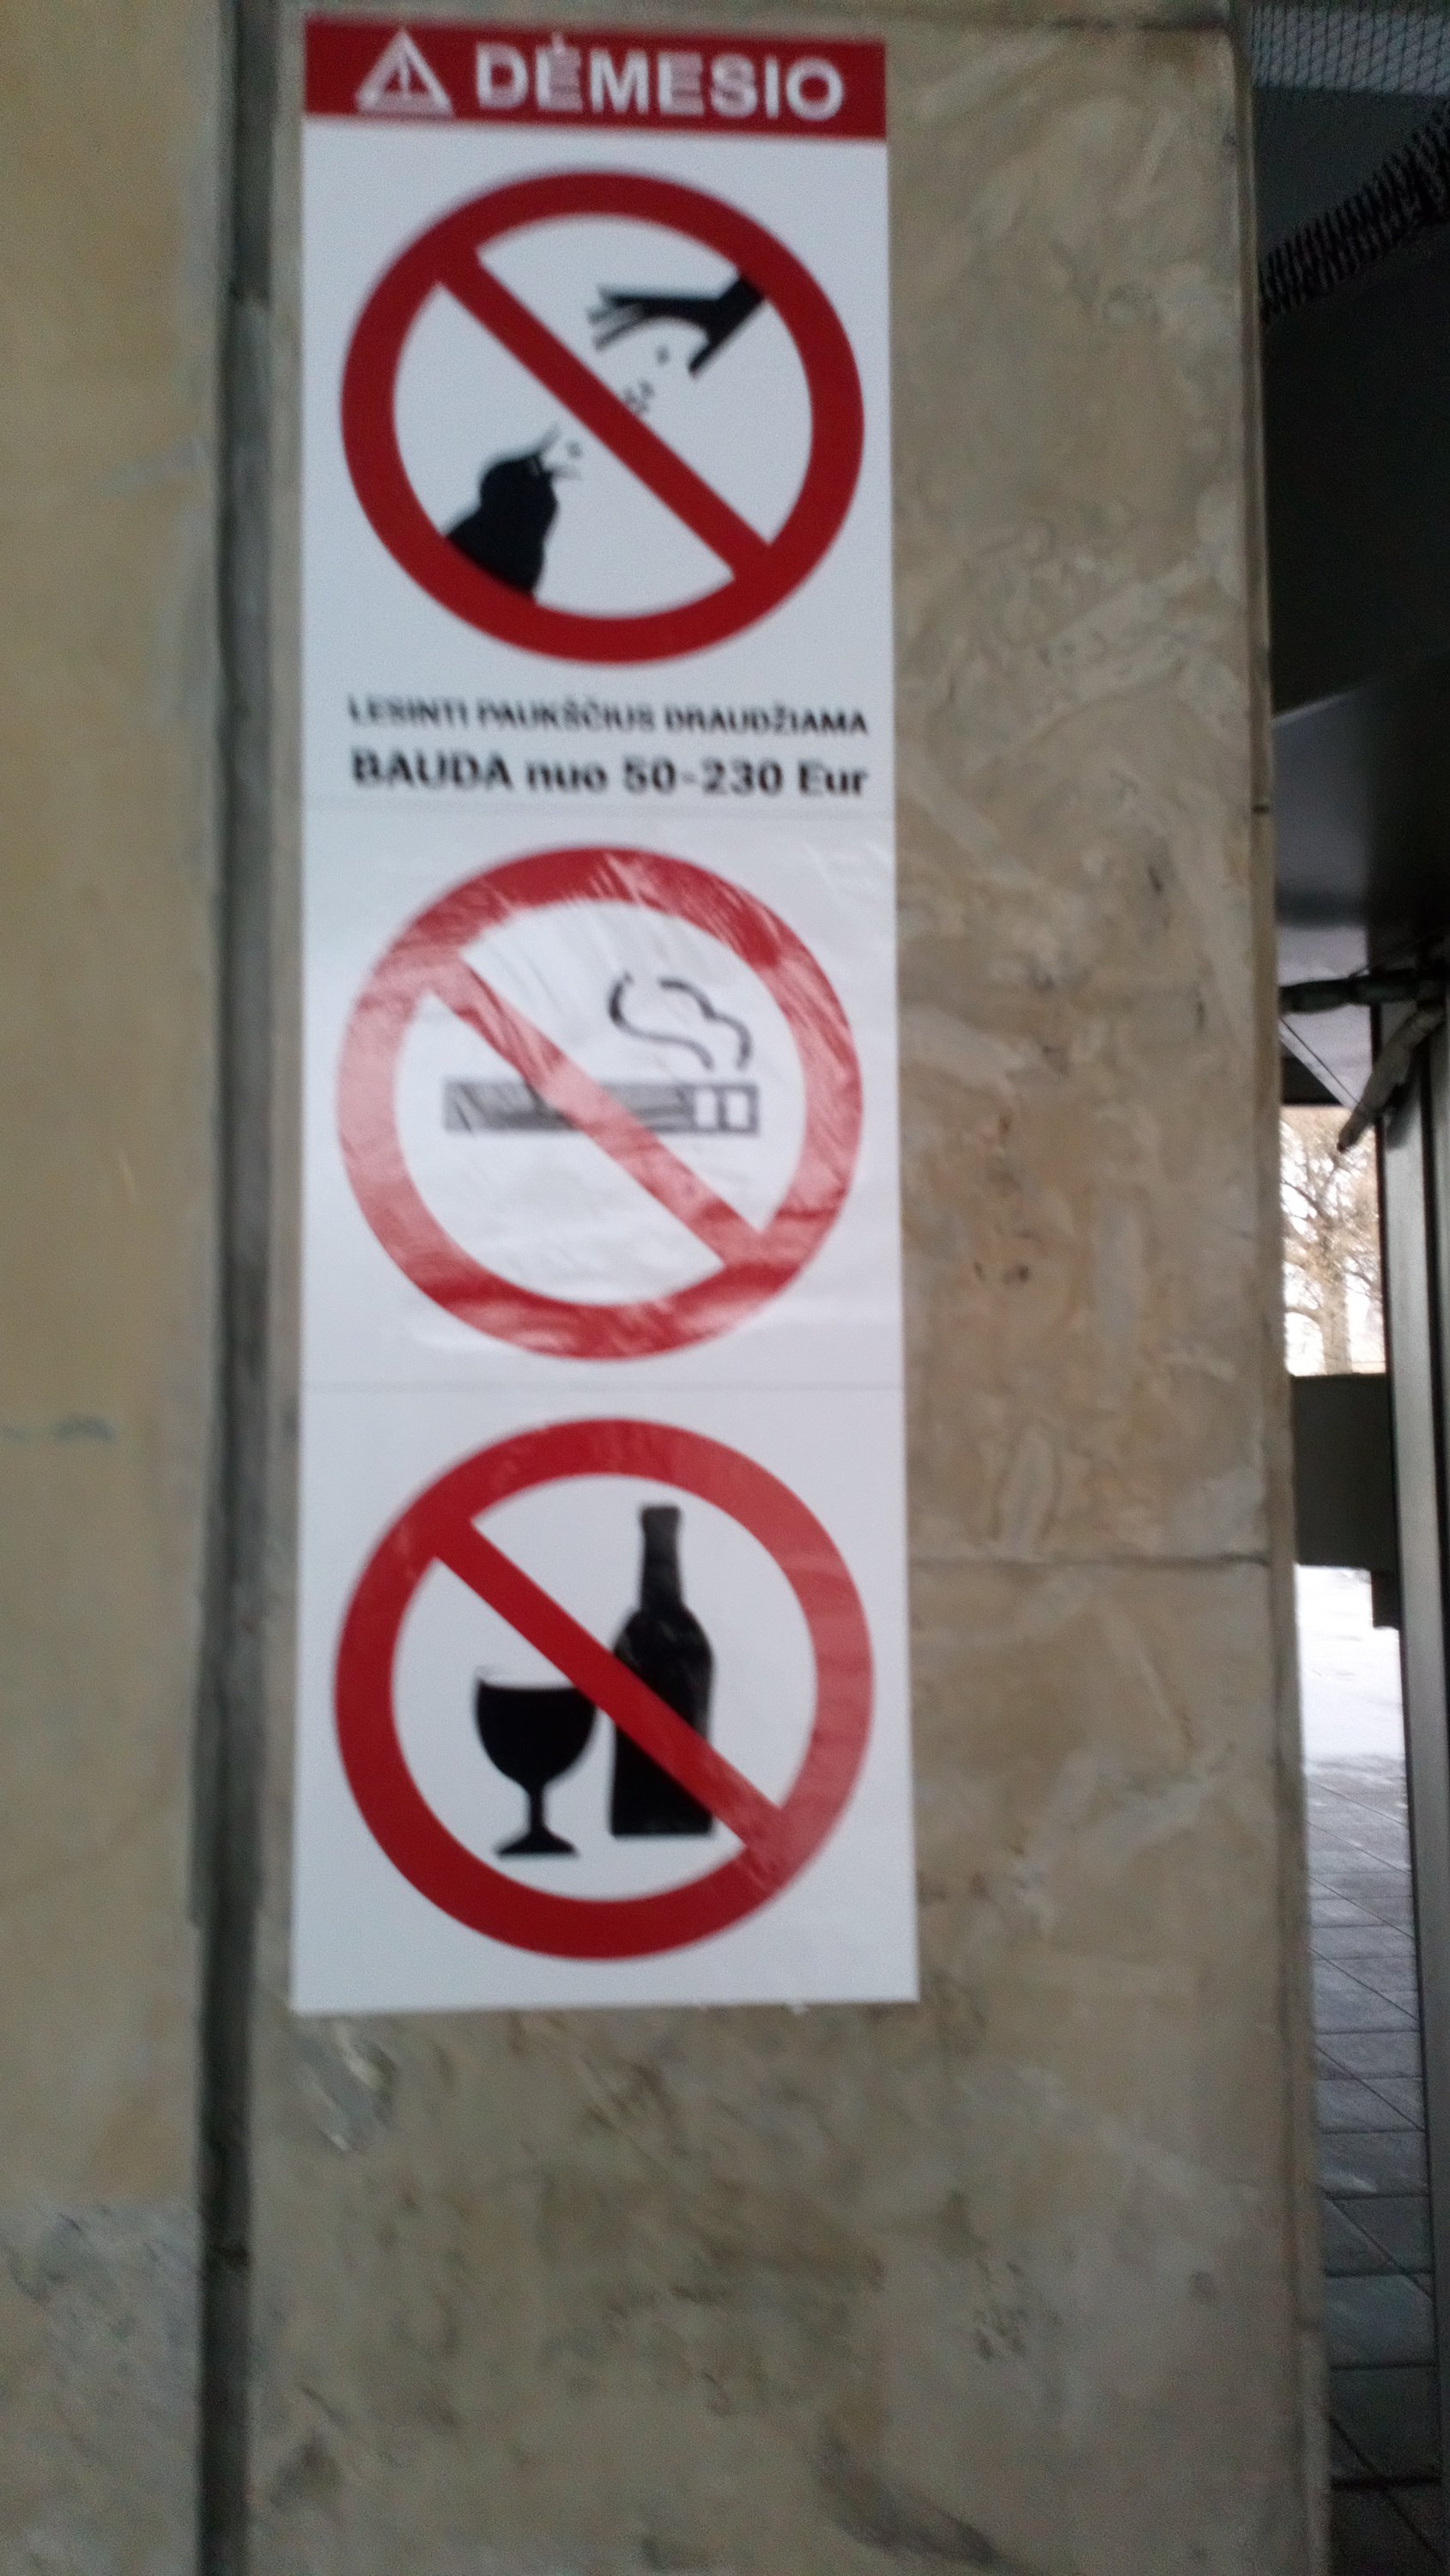 DĖMESIO
LESINTI PAUKŠČIUS DRAUDŽIAMA
BAUDA nuo 50-230 Eur